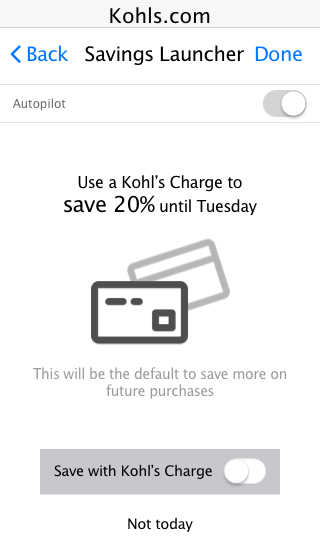 Kohls.com
Back Savings Launcher Done
Autopilot
Use a Kohl's Charge to
save 20% until Tuesday
This will be the default to save more on
future purchases
Save with Kohl's Charge
Not today